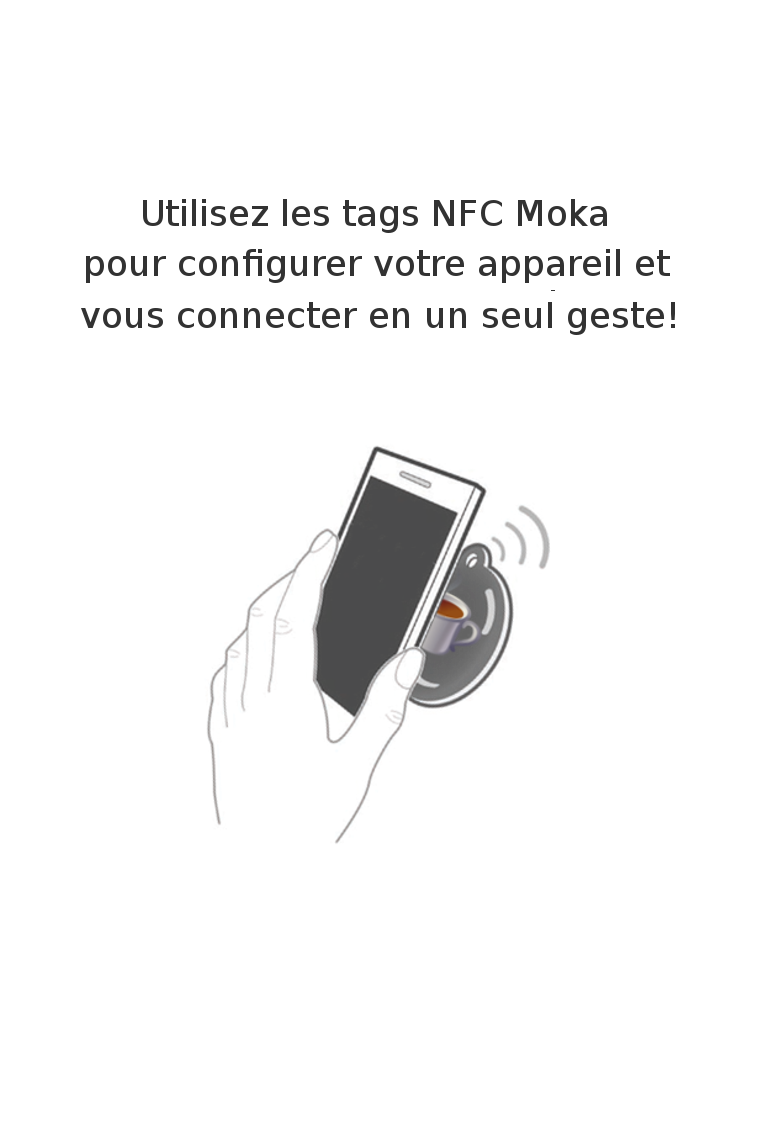 Utilisez les tags NFC Moka
pour configurer votre appareil et
vous connecter en un seul geste!